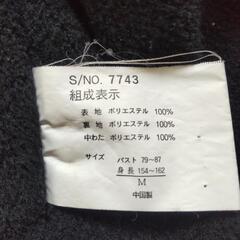 S/NO. 7743
組成表示
表 地 ポリエステル 100%
裏 地 ポリエステル 100%
中わた ポリエステル 100%
サイズ バスト 79~87
身 長 154~162
M
中国製